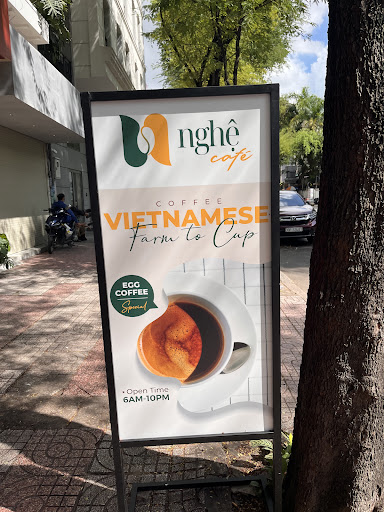 nghệ
café
COFFEE
VIETNAMESE
Farm to Cup
EGG
COFFEE
Special
• Open Time
6AM-10PM